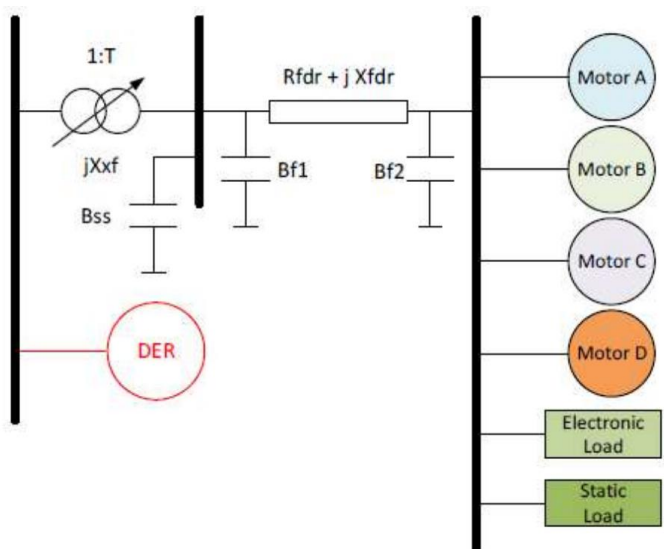 1:T
jXxf
Bss
Rfdr + j Xfdr
Bf1
Bf2
DER
Motor A
Motor B
Motor C
Motor D
Electronic
Load
Static
Load